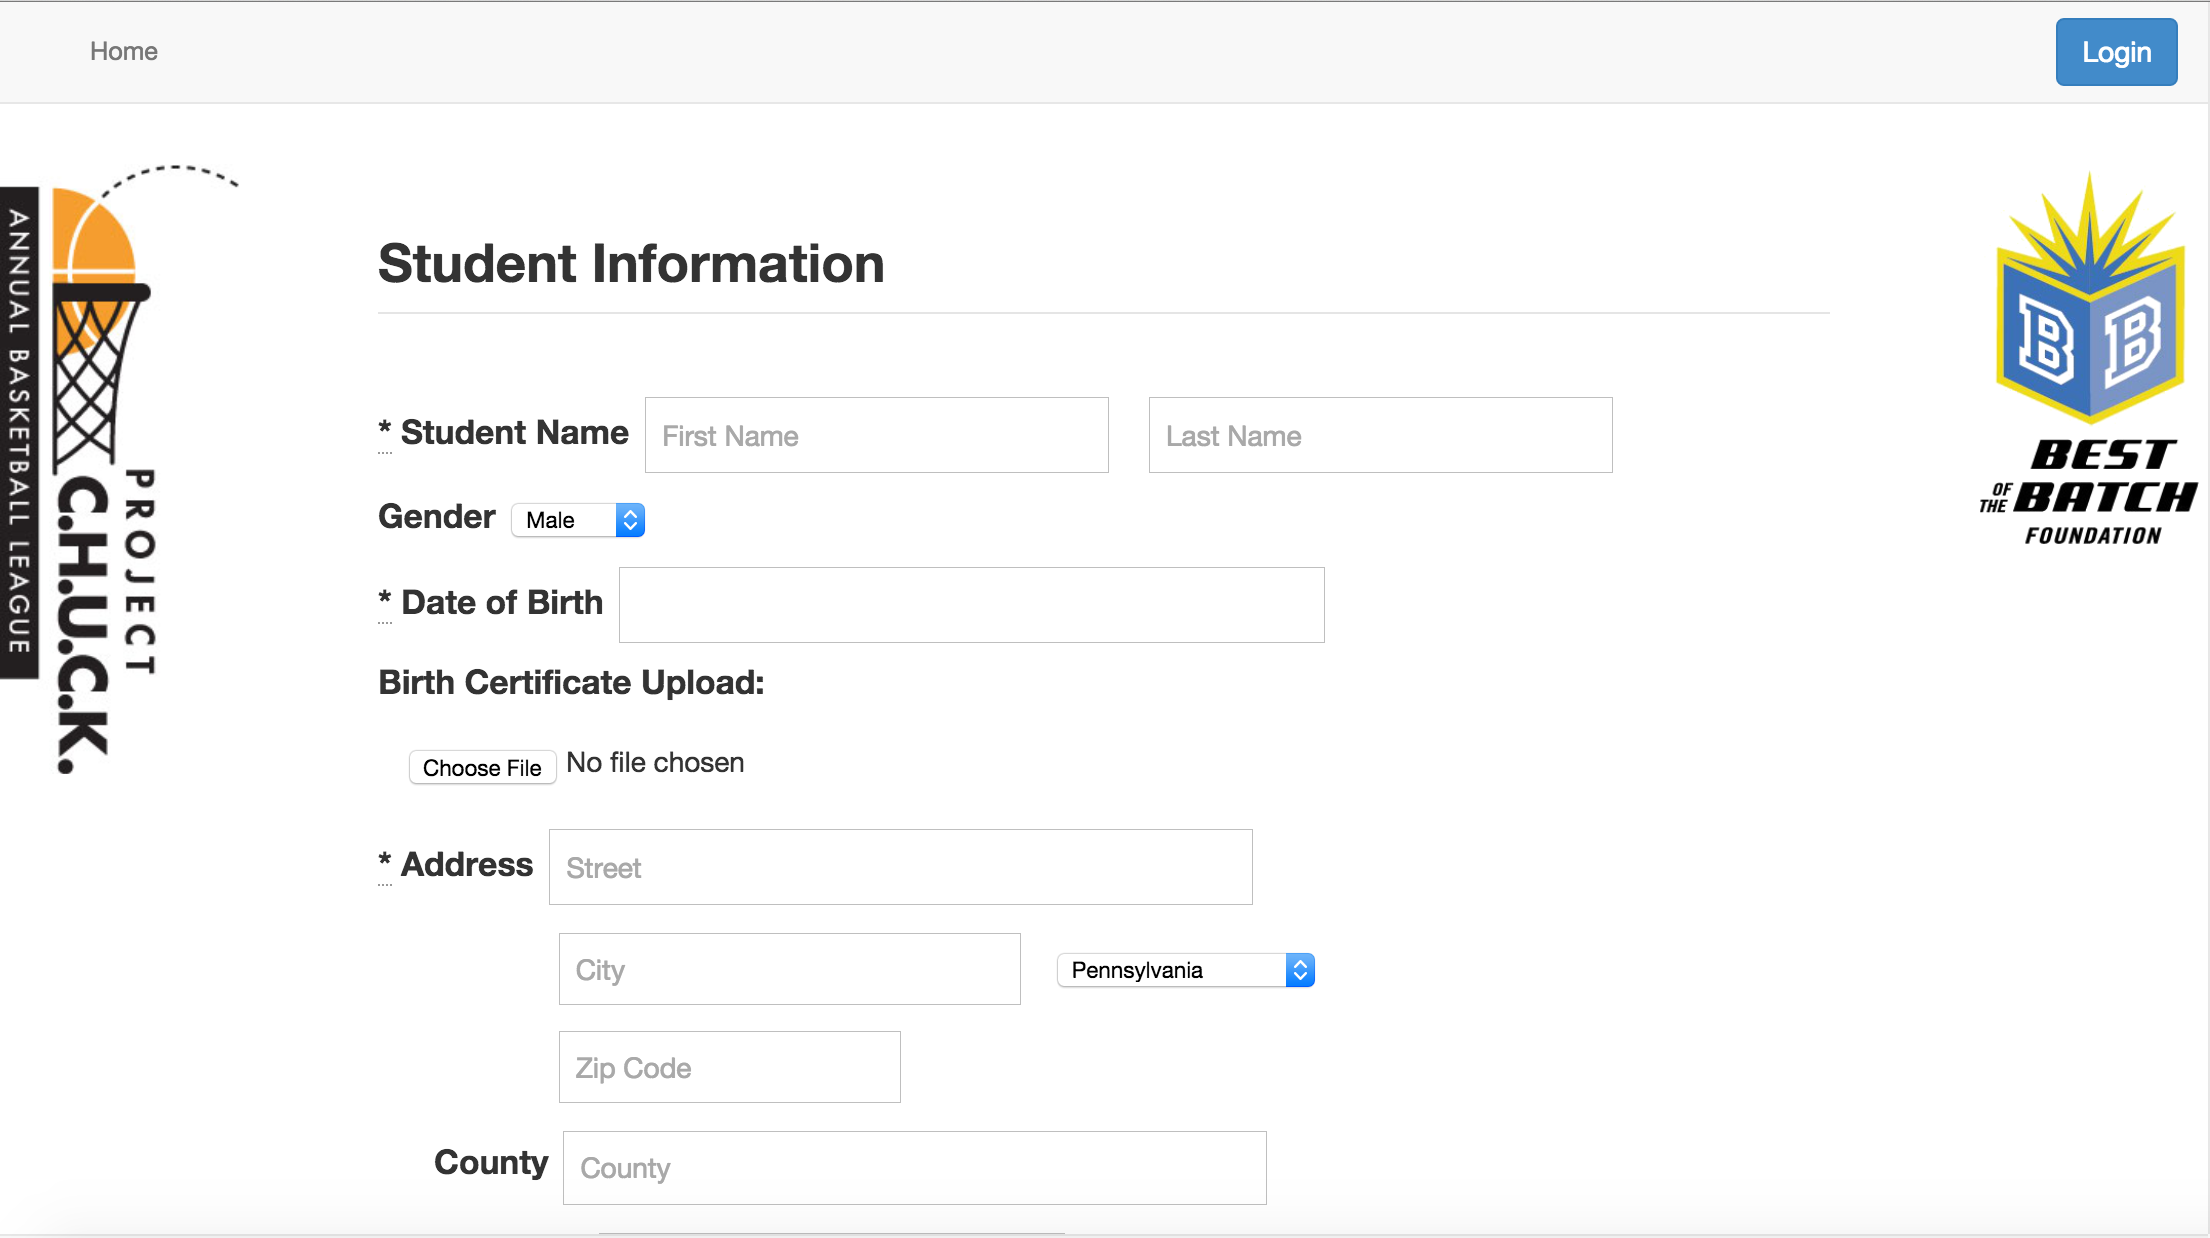 Home
Login
ANNUAL BASKETBALL LEAGUE
PROJECT
C.H.U.C.K.
BEST
OF THE BATCH
FOUNDATION
B B
Student Information
* Student Name First Name Last Name
Gender Male
* Date of Birth
Birth Certificate Upload:
Choose File No file chosen
* Address Street
City Pennsylvania
Zip Code
County County